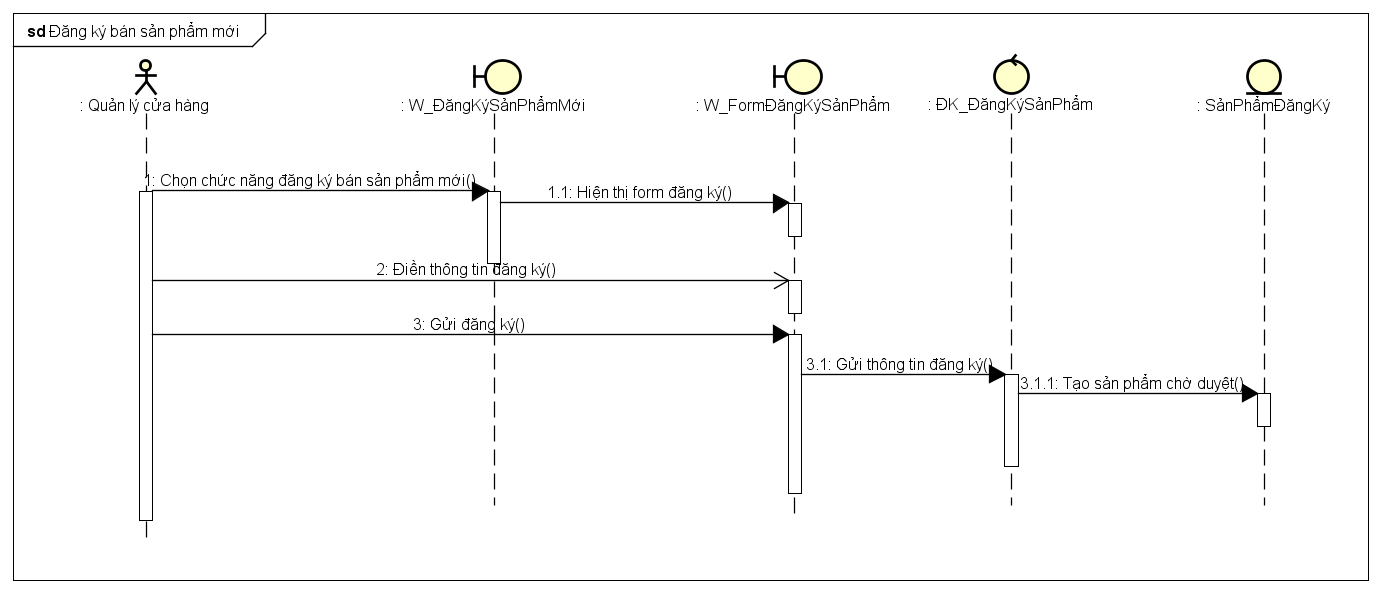 sd Đăng ký bán sản phẩm mới
: Quản lý cửa hàng
: W_ĐăngKýSảnPhẩmMới
: W_FormĐăngKýSảnPhẩm
: ĐK_ĐăngKýSảnPhẩm
: SảnPhẩmĐăngKý
1: Chọn chức năng đăng ký bán sản phẩm mới()
1.1: Hiện thị form đăng ký()
2: Điền thông tin đăng ký()
3: Gửi đăng ký()
3.1: Gửi thông tin đăng ký()
3.1.1: Tạo sản phẩm chờ duyệt()